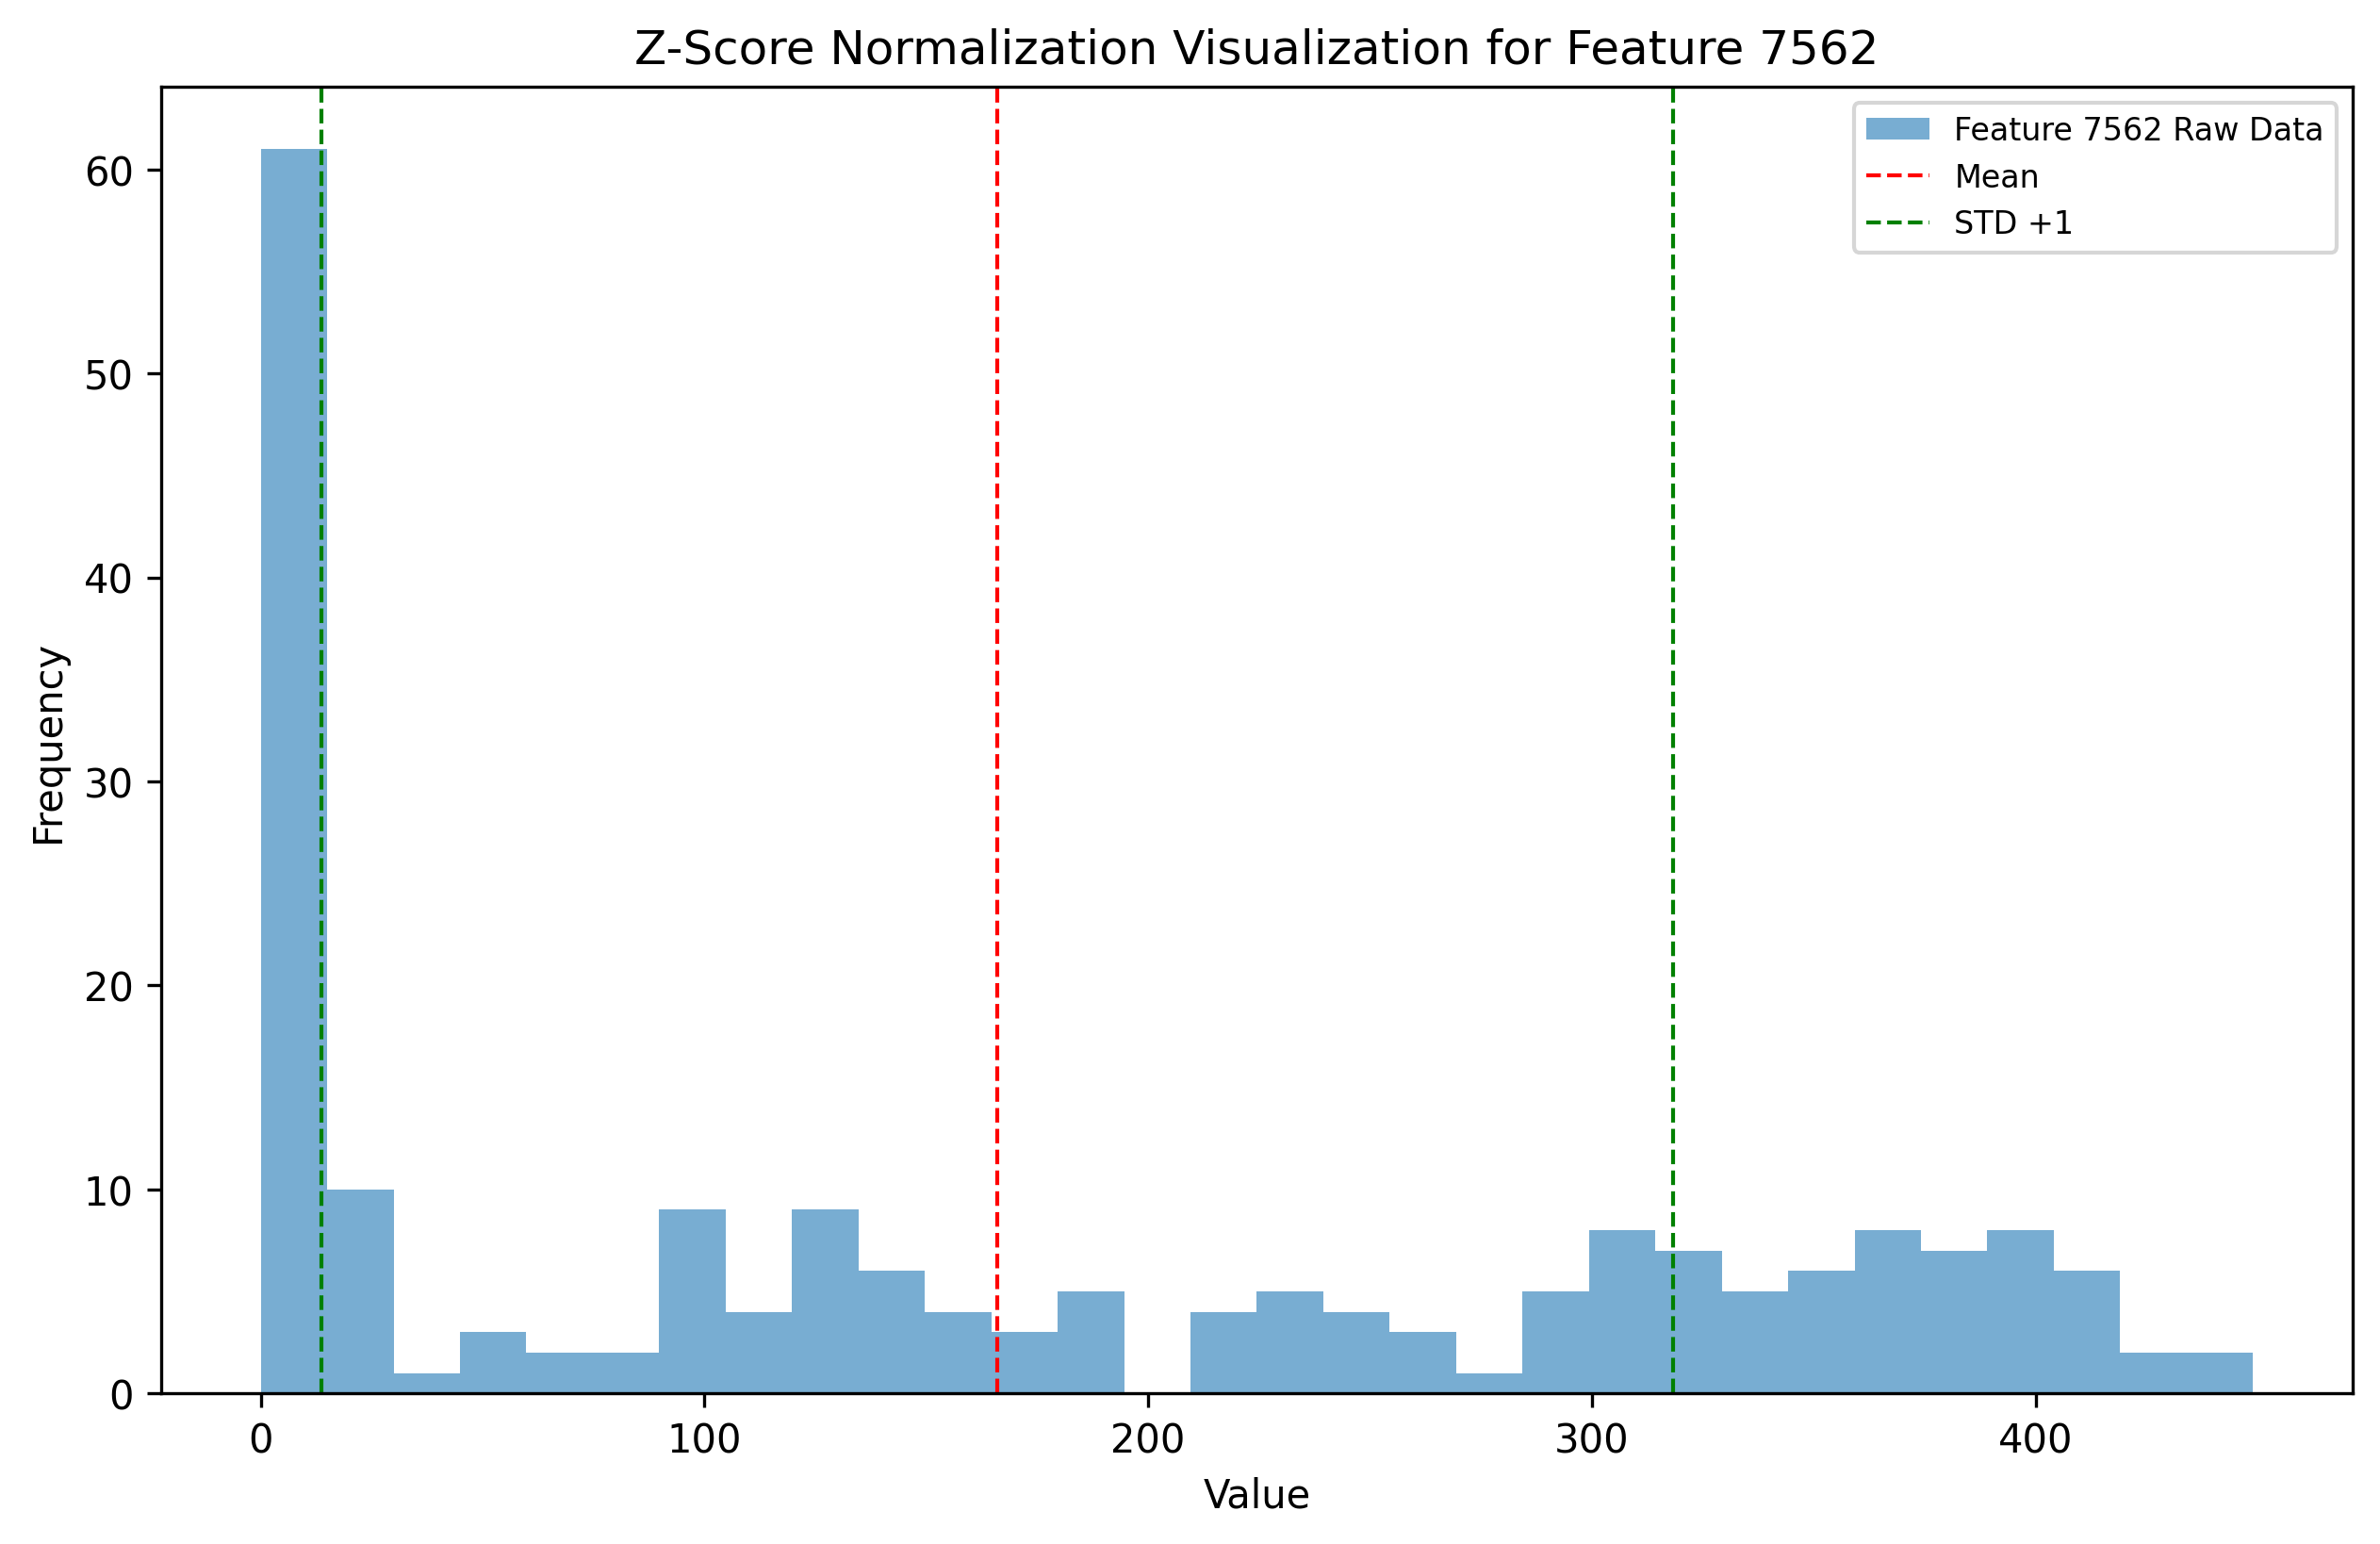 Z-Score Normalization Visualization for Feature 7562
Feature 7562 Raw Data
Mean
STD +1
60
50
40
30
20
10
0
Frequency
0 100 200 300 400
Value